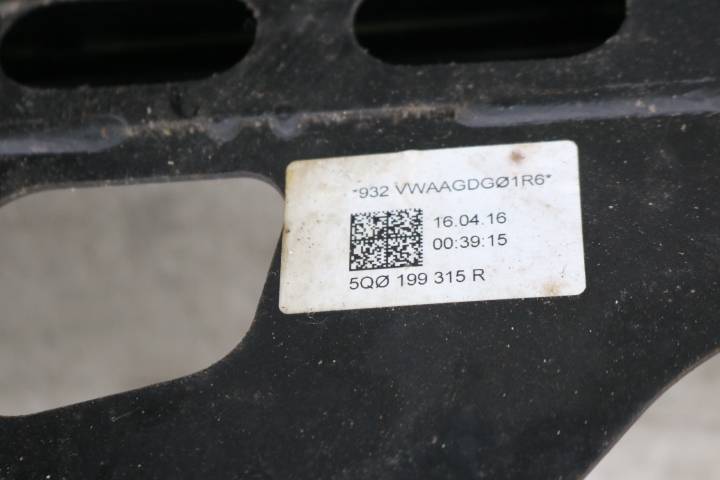 *932 VWAAGDGØ1R6*
16.04.16
00:39:15
5QØ 199 315 R